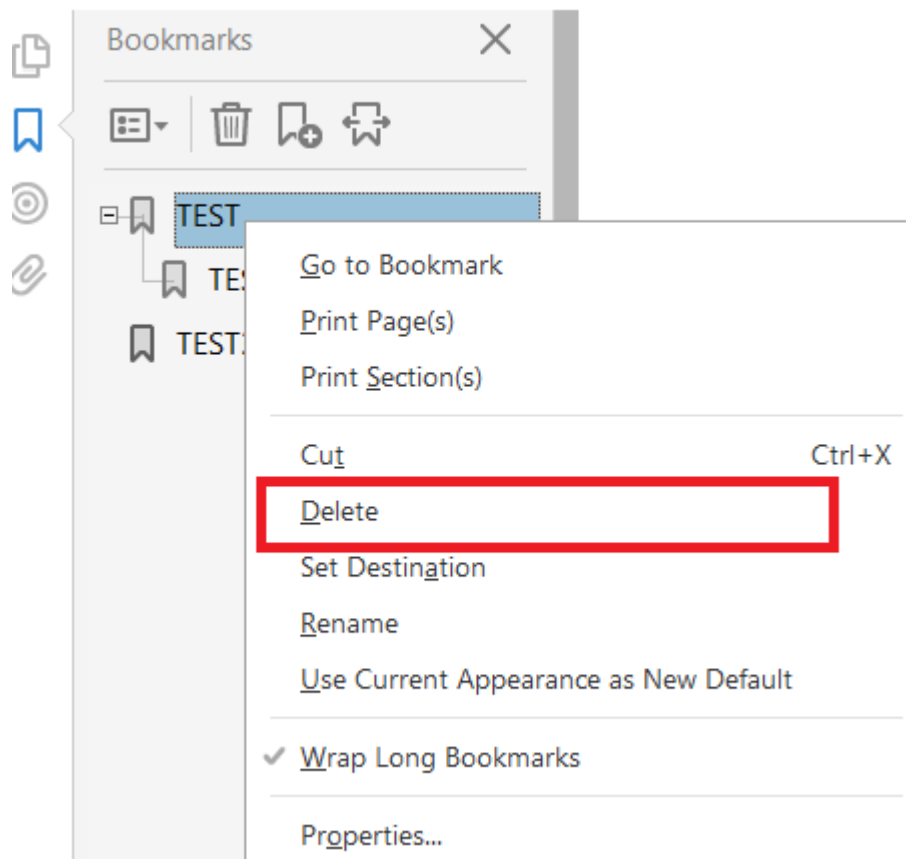 Bookmarks
TEST
Go to Bookmark
Print Page(s)
Print Section(s)
Cut Ctrl+X
Delete
Set Destination
Rename
Use Current Appearance as New Default
Wrap Long Bookmarks
Properties...